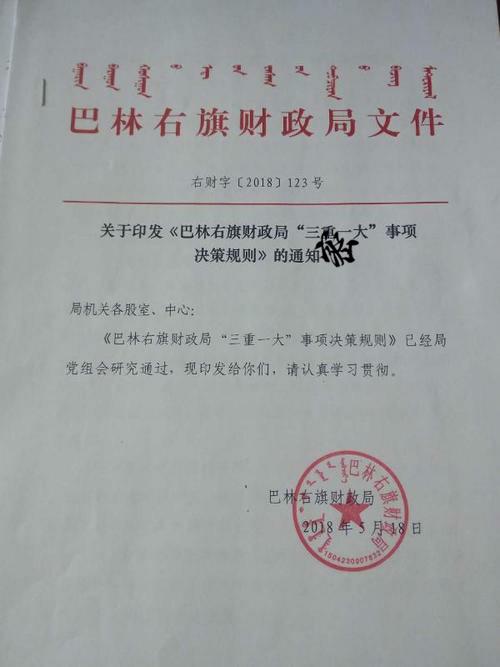 巴林右旗财政局文件
右财字〔2018〕123号
关于印发《巴林右旗财政局“三重一大”事项
决策规则》的通知
局机关各股室、中心：
《巴林右旗财政局“三重一大”事项决策规则》已经局
党组会研究通过，现印发给你们，请认真学习贯彻。
巴林右旗财政局
2018年5月18日
巴林右旗财政局